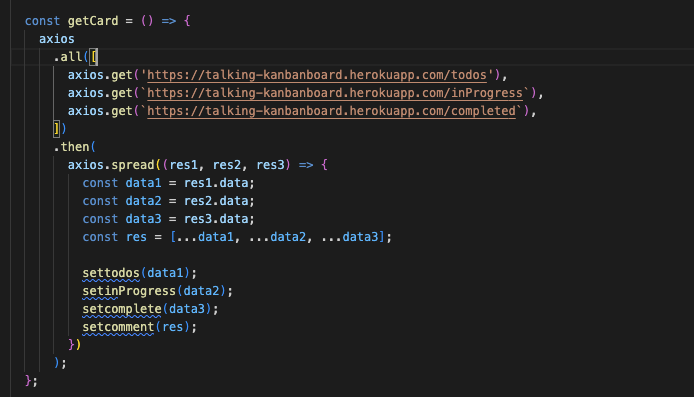 const getCard = () => {
axios
.all([
axios.get('https://talking-kanbanboard.herokuapp.com/todos'),
axios.get(`https://talking-kanbanboard.herokuapp.com/inProgress`),
axios.get(`https://talking-kanbanboard.herokuapp.com/completed`),
])
.then(
axios.spread((res1, res2, res3) => {
const data1 = res1.data;
const data2 = res2.data;
const data3 = res3.data;
const res = [...data1, ...data2, ...data3];
settodos(data1);
setinProgress(data2);
setcomplete(data3);
setcomment(res);
})
);
};